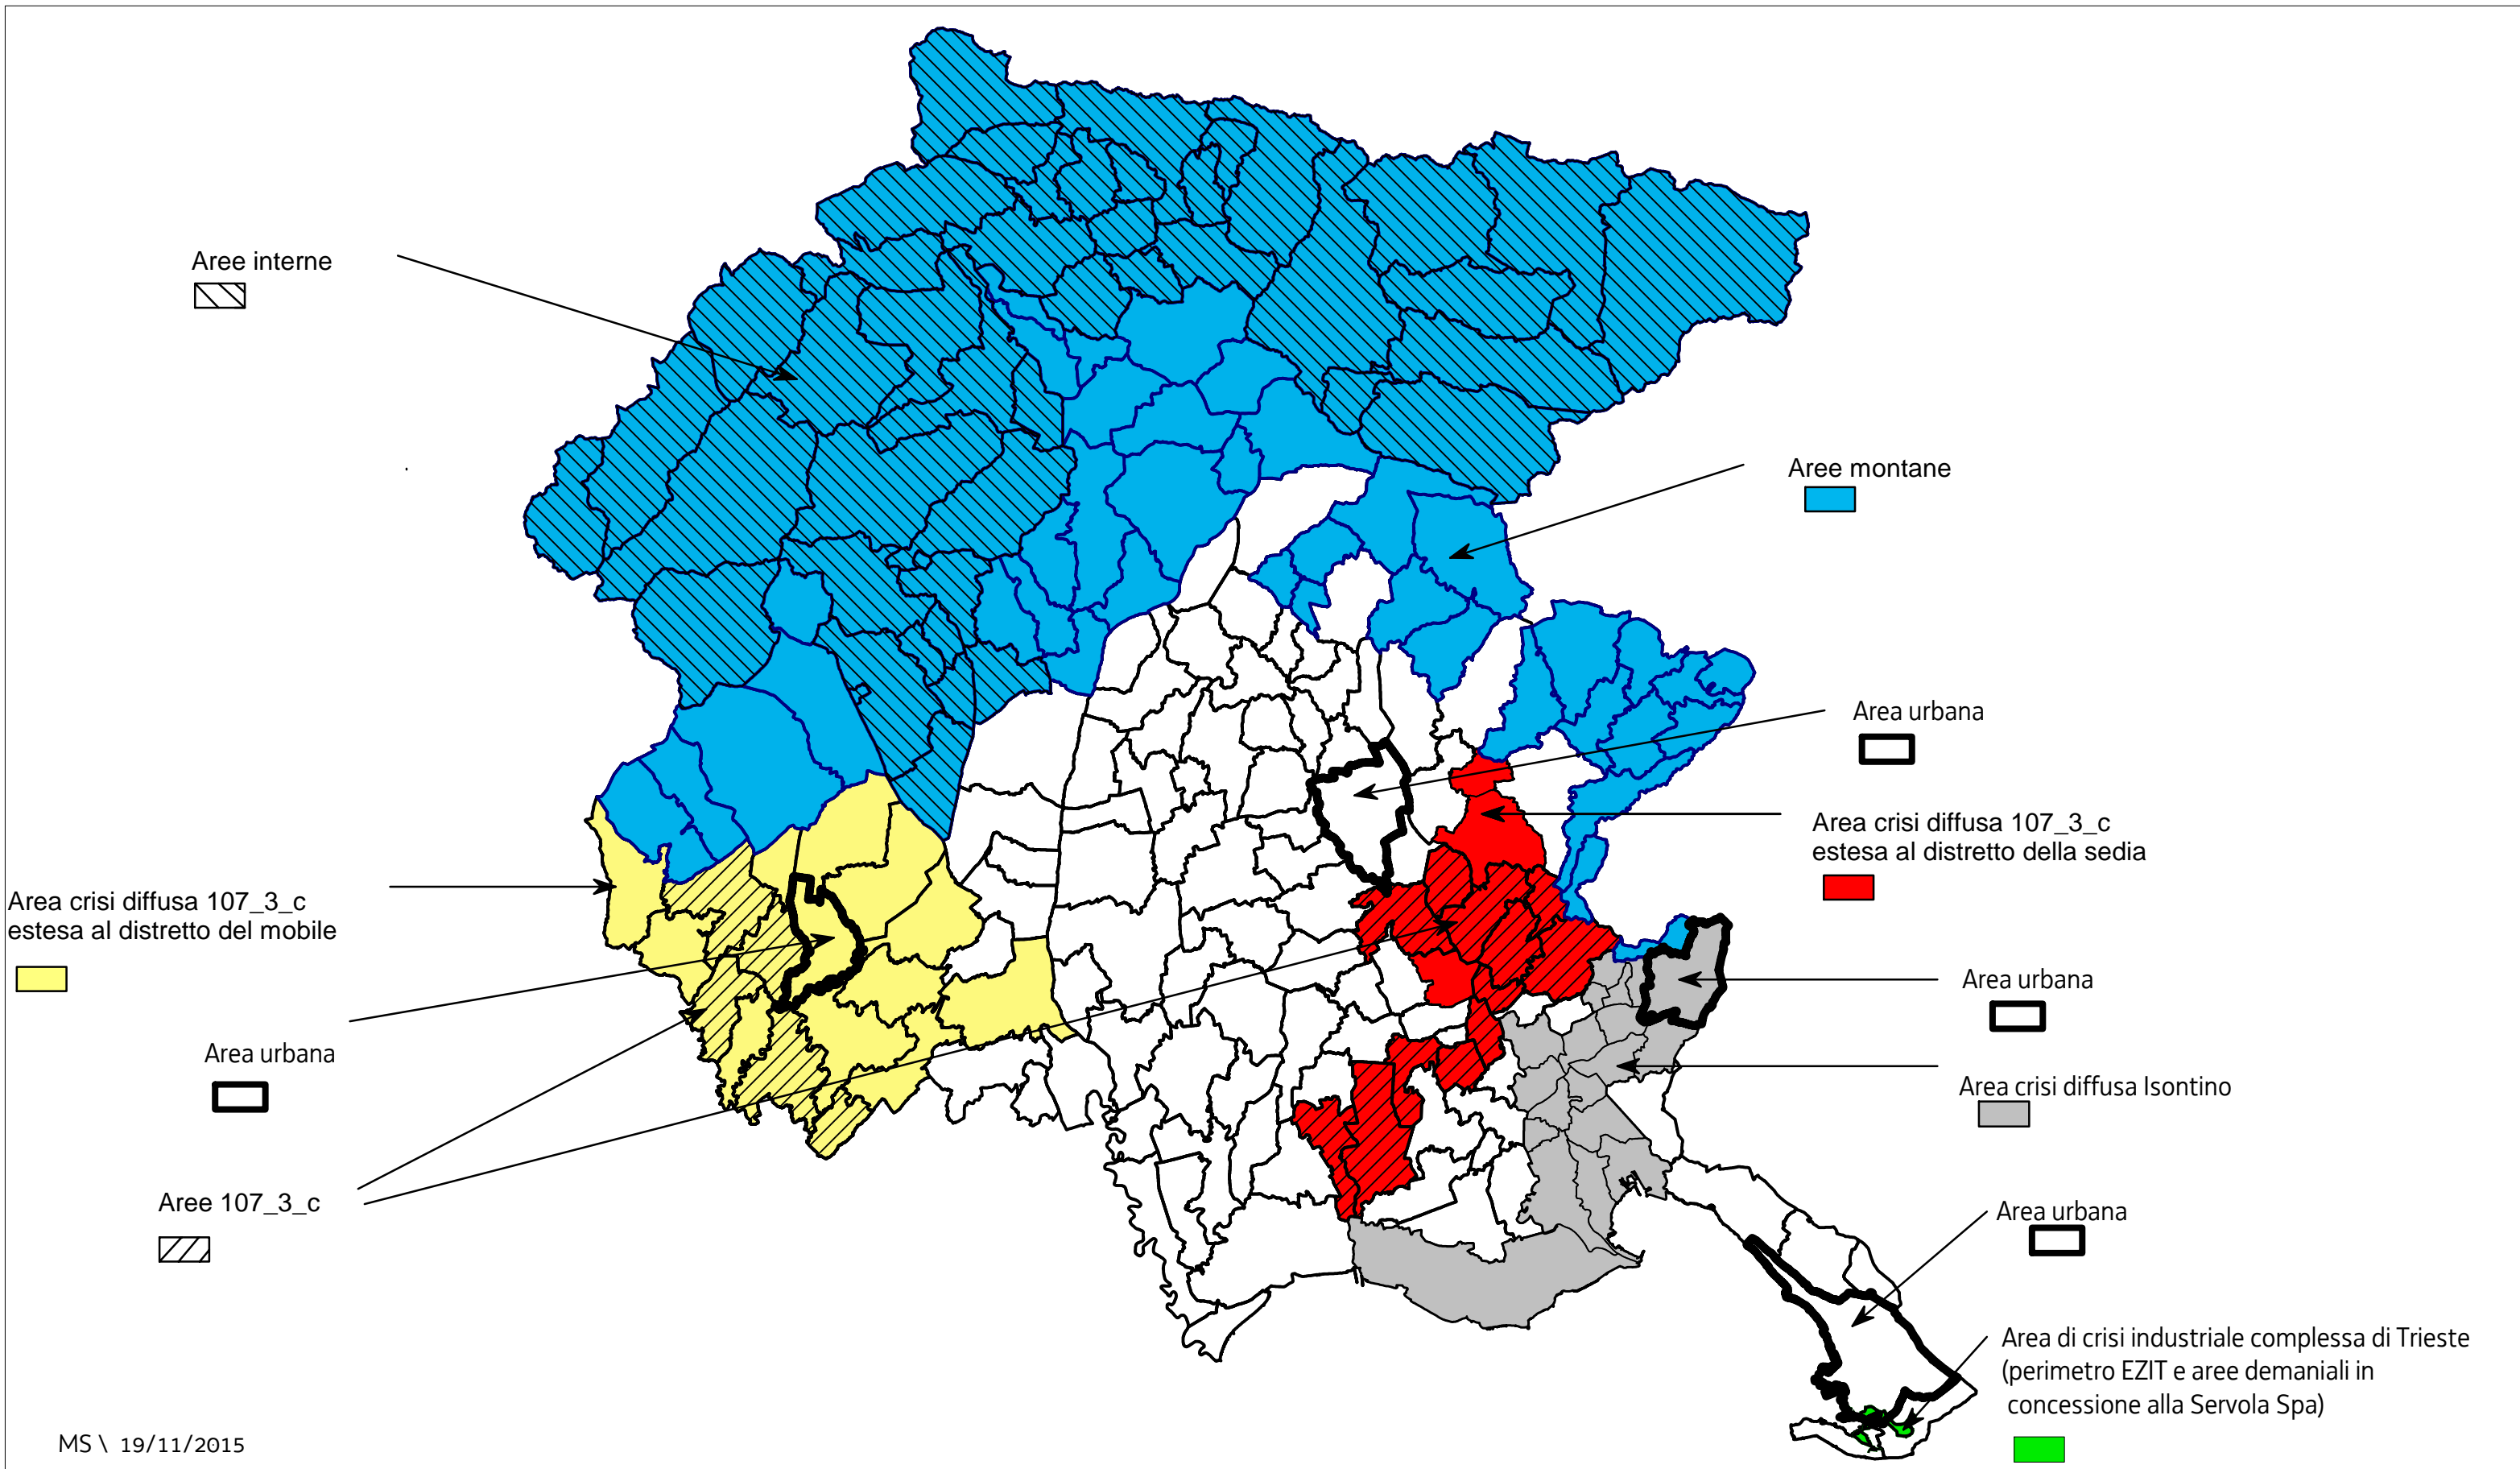 Aree interne
Aree montane
Area urbana
Area crisi diffusa 107_3_c
estesa al distretto della sedia
Area crisi diffusa 107_3_c
estesa al distretto del mobile
Area urbana
Area urbana
Area crisi diffusa Isontino
Aree 107_3_c
Area urbana
Area di crisi industriale complessa di Trieste
(perimetro EZIT e aree demaniali in
concessione alla Servola Spa)
MS \ 19/11/2015